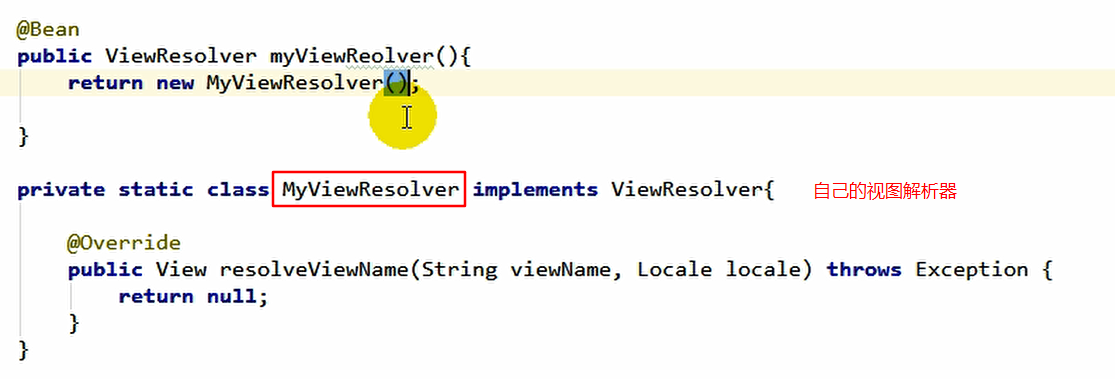 @Bean
public ViewResolver myViewReolver(){
return new MyViewResolver();
}
private static class MyViewResolver implements ViewResolver{ 自己的视图解析器
@Override
public View resolveViewName(String viewName, Locale locale) throws Exception {
return null;
}
}